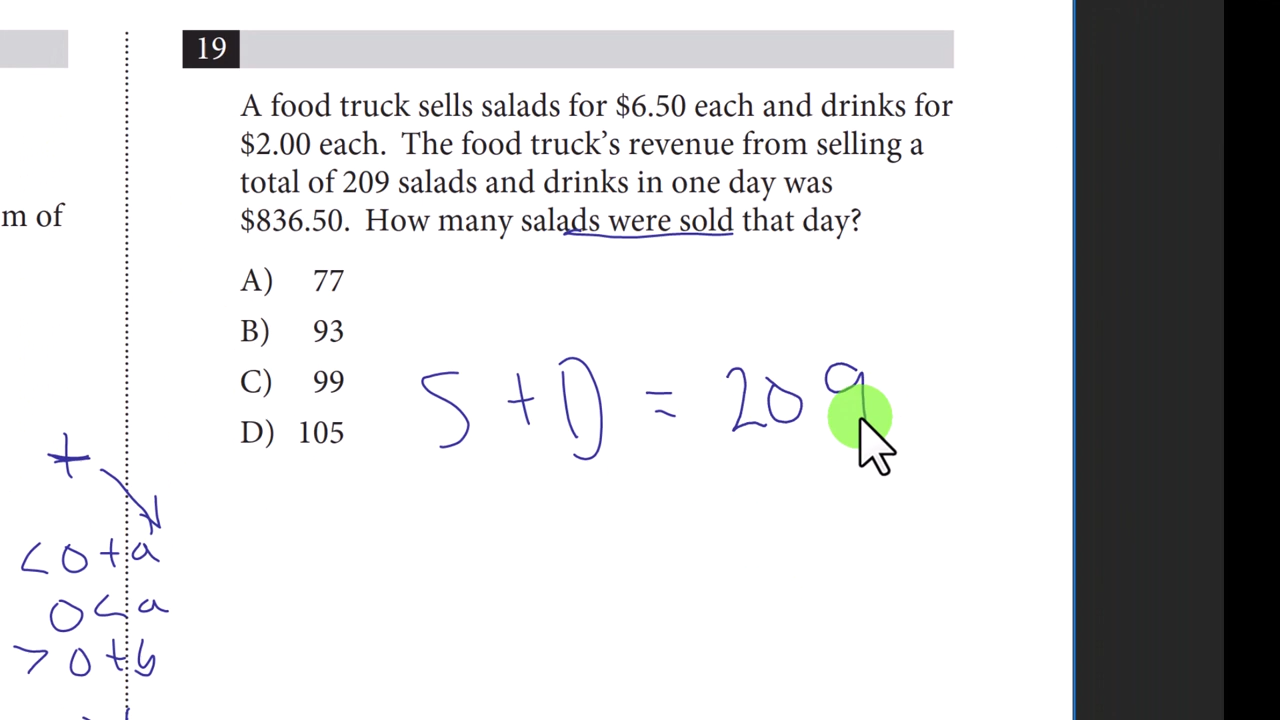 19
A food truck sells salads for $6.50 each and drinks for
$2.00 each. The food truck's revenue from selling a
total of 209 salads and drinks in one day was
$836.50. How many salads were sold that day?
A) 77
B) 93
C) 99
D) 105
S + D = 209
m of
+
< 0 + a
0 < a
> 0 + b